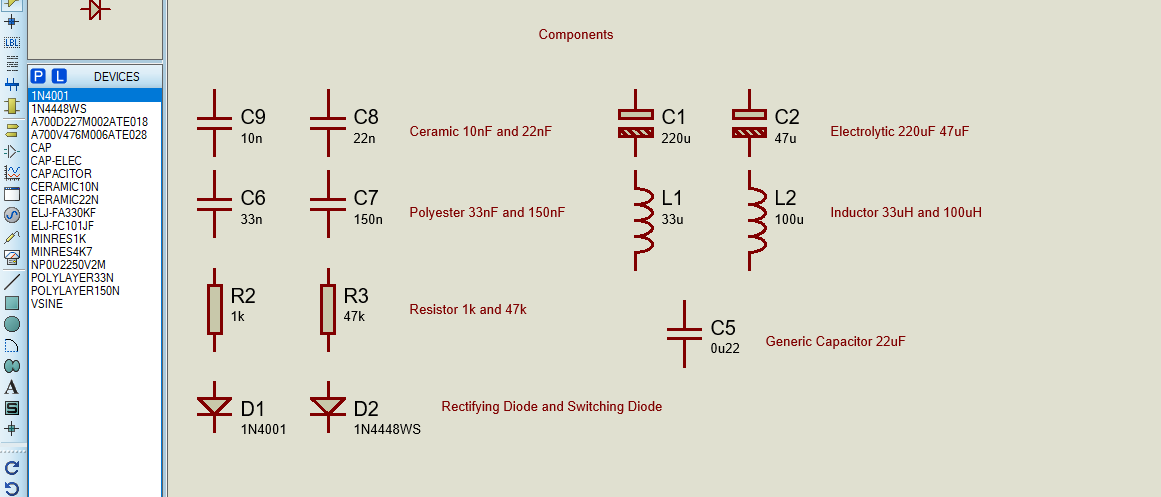 Components
LBL
P L DEVICES
1N4001
1N4448WS
A700D227M002ATE018
A700V476M006ATE028
CAP
CAP-ELEC
CAPACITOR
CERAMIC10N
CERAMIC22N
ELJ-FA330KF
ELJ-FC101JF
MINRES1K
MINRES4K7
NP0U2250V2M
POLYLAYER33N
POLYLAYER150N
VSINE
A
S
C9
10n
C8
22n
Ceramic 10nF and 22nF
C1
220u
C2
47u
Electrolytic 220uF 47uF
C6
33n
C7
150n
Polyester 33nF and 150nF
L1
33u
L2
100u
Inductor 33uH and 100uH
R2
1k
R3
47k
Resistor 1k and 47k
C5
0u22
Generic Capacitor 22uF
D1
1N4001
D2
1N4448WS
Rectifying Diode and Switching Diode